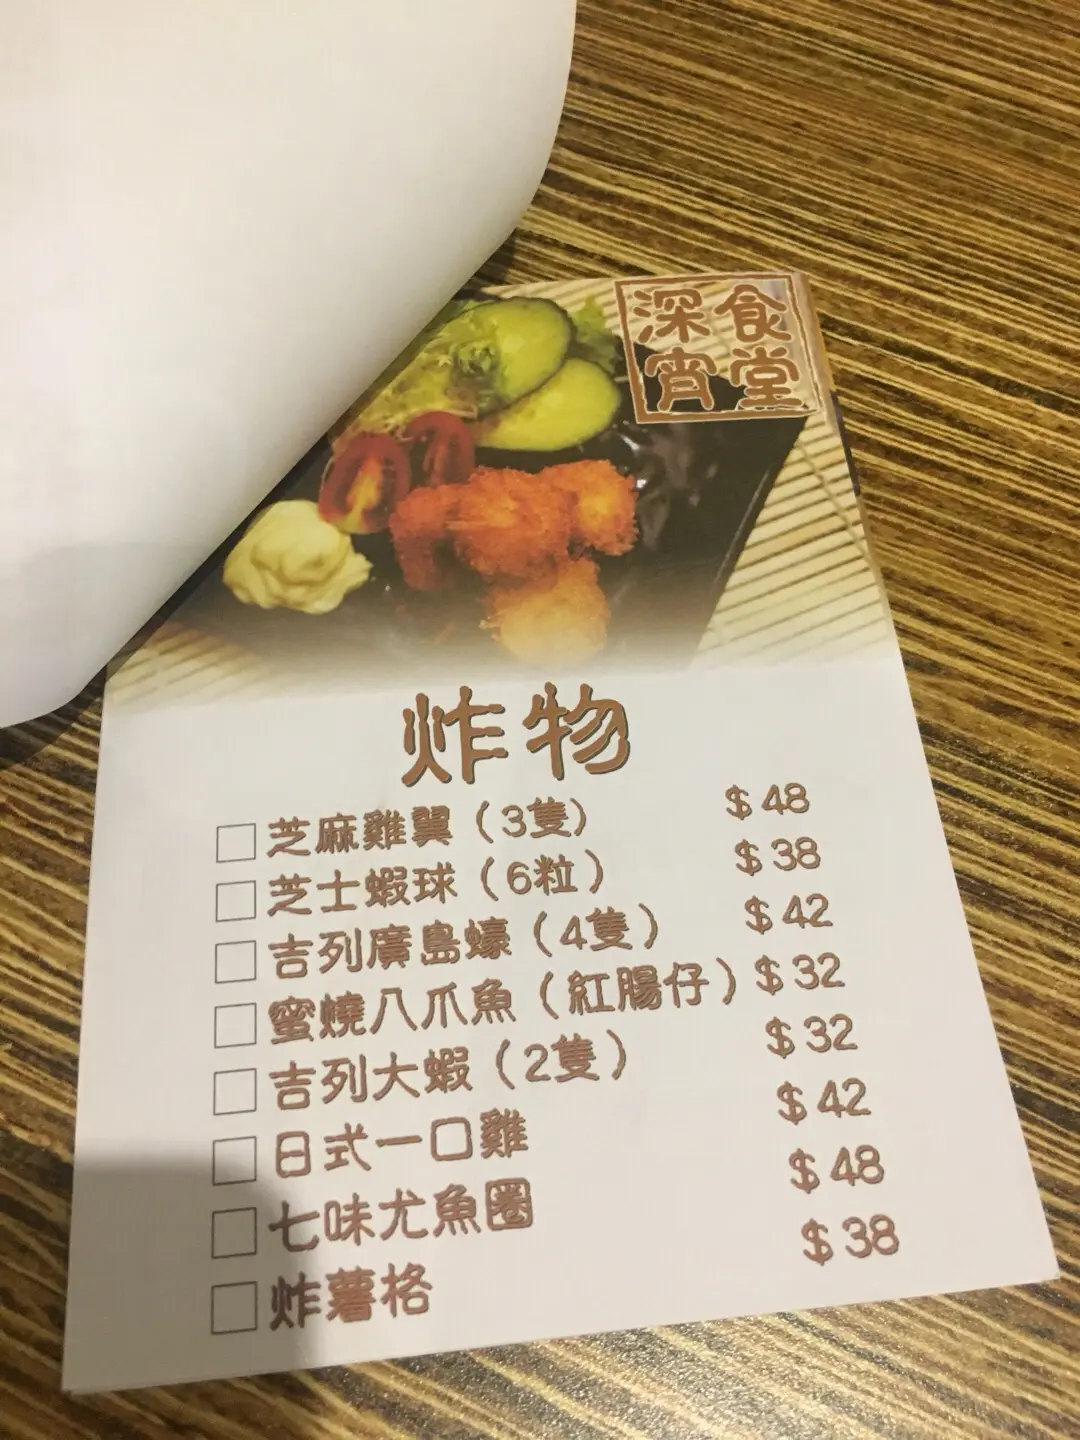 深食
宵堂
炸物
芝麻雞翼（3隻） $48
芝士蝦球（6粒） $38
吉列廣島蠔（4隻） $42
蜜燒八爪魚（紅腸仔） $32
吉列大蝦（2隻） $32
日式一口雞 $42
七味尤魚圈 $48
炸薯格 $38